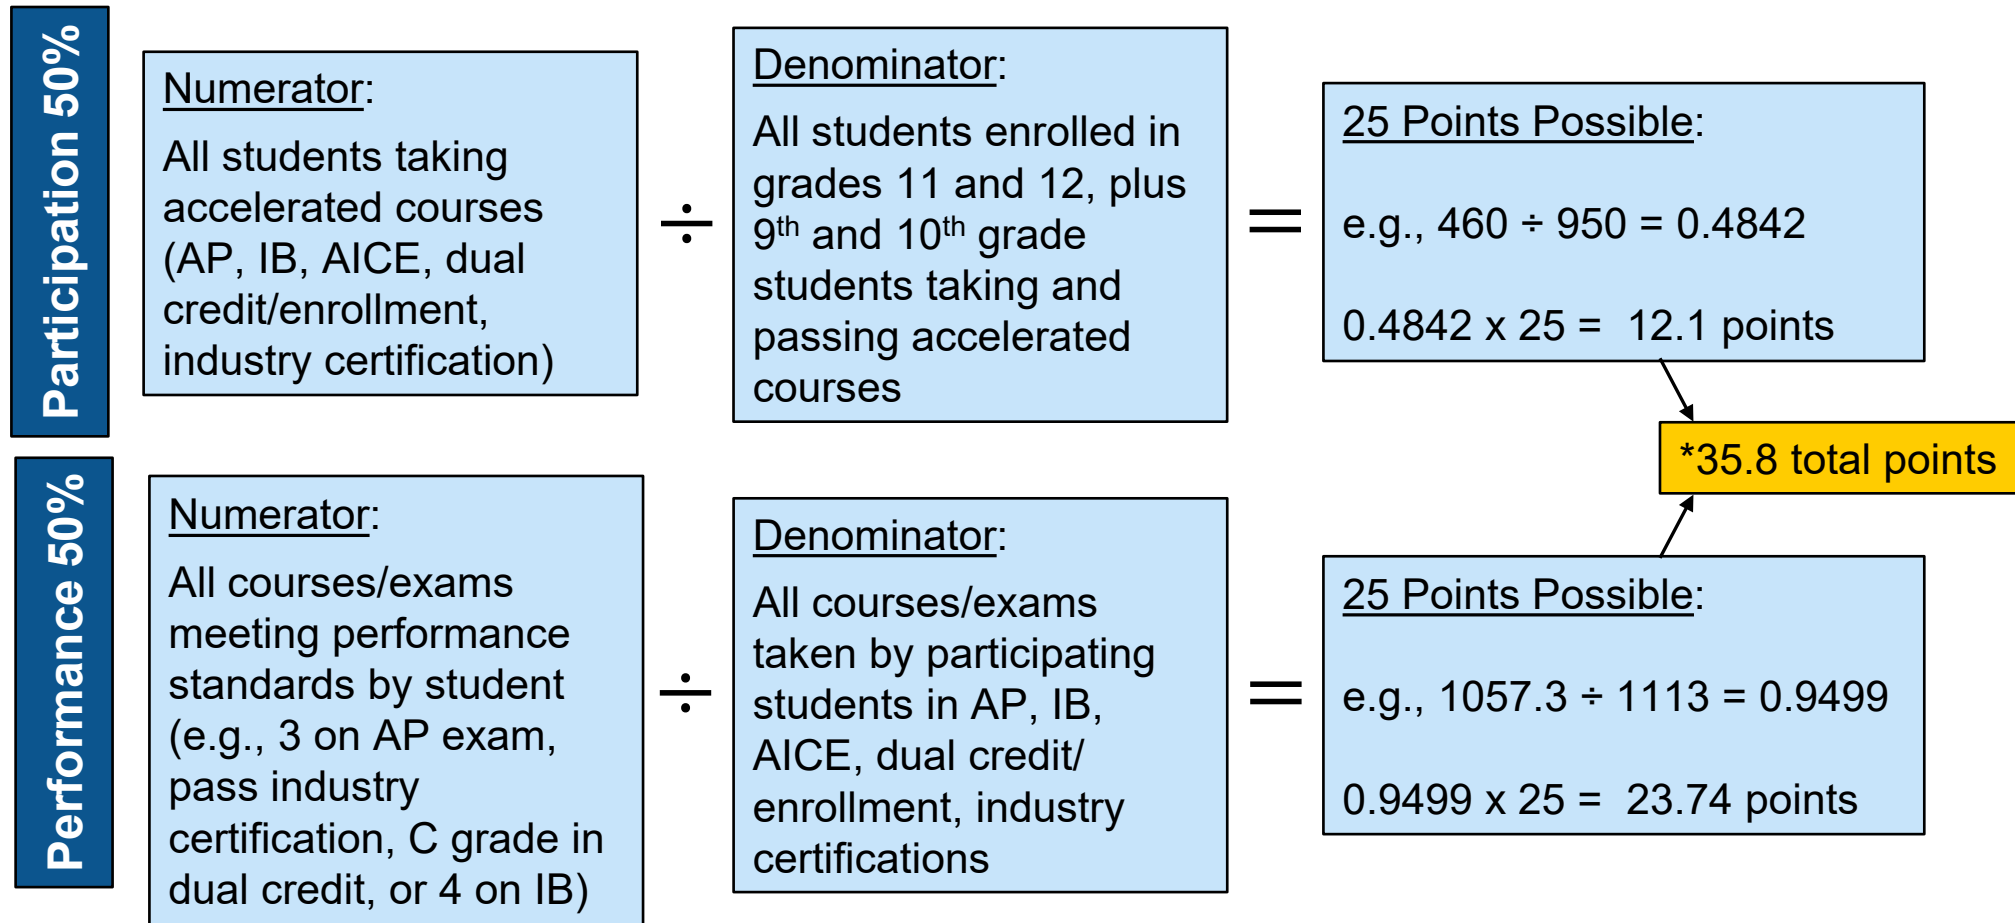 Participation 50%
Numerator:
All students taking
accelerated courses
(AP, IB, AICE, dual
credit/enrollment,
industry certification)
÷
Denominator:
All students enrolled in
grades 11 and 12, plus
9th and 10th grade
students taking and
passing accelerated
courses
=
25 Points Possible:
e.g., 460 ÷ 950 = 0.4842
0.4842 x 25 = 12.1 points
*35.8 total points
Performance 50%
Numerator:
All courses/exams
meeting performance
standards by student
(e.g., 3 on AP exam,
pass industry
certification, C grade in
dual credit, or 4 on IB)
÷
Denominator:
All courses/exams
taken by participating
students in AP, IB,
AICE, dual credit/
enrollment, industry
certifications
=
25 Points Possible:
e.g., 1057.3 ÷ 1113 = 0.9499
0.9499 x 25 = 23.74 points